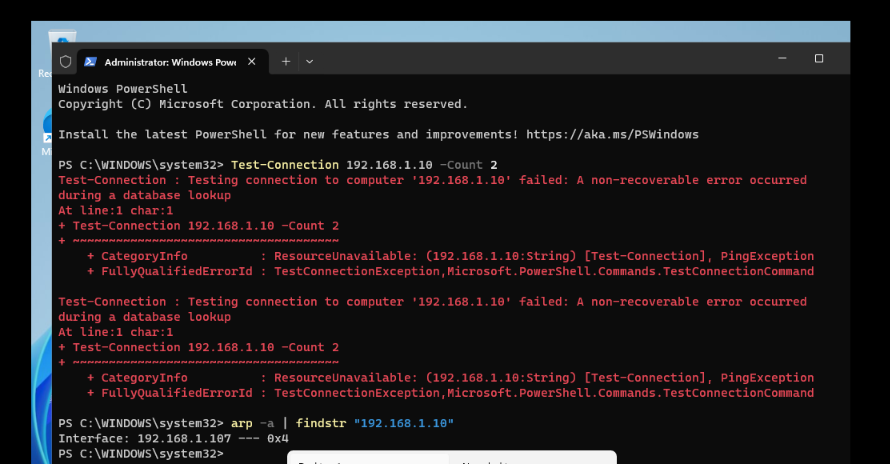 Administrator: Windows Powe
Windows PowerShell
Copyright (C) Microsoft Corporation. All rights reserved.
Install the latest PowerShell for new features and improvements! https://aka.ms/PSWindows
PS C:\WINDOWS\system32> Test-Connection 192.168.1.10 -Count 2
Test-Connection : Testing connection to computer '192.168.1.10' failed: A non-recoverable error occurred
during a database lookup
At line:1 char:1
+ Test-Connection 192.168.1.10 -Count 2
+ ~~~~~~~~~~~~~~~~~~~~~~~~~~~~~~~~~~~~~
    + CategoryInfo          : ResourceUnavailable: (192.168.1.10:String) [Test-Connection], PingException
    + FullyQualifiedErrorId : TestConnectionException,Microsoft.PowerShell.Commands.TestConnectionCommand
Test-Connection : Testing connection to computer '192.168.1.10' failed: A non-recoverable error occurred
during a database lookup
At line:1 char:1
+ Test-Connection 192.168.1.10 -Count 2
+ ~~~~~~~~~~~~~~~~~~~~~~~~~~~~~~~~~~~~~
    + CategoryInfo          : ResourceUnavailable: (192.168.1.10:String) [Test-Connection], PingException
    + FullyQualifiedErrorId : TestConnectionException,Microsoft.PowerShell.Commands.TestConnectionCommand
PS C:\WINDOWS\system32> arp -a | findstr "192.168.1.10"
Interface: 192.168.1.107 --- 0x4
PS C:\WINDOWS\system32>